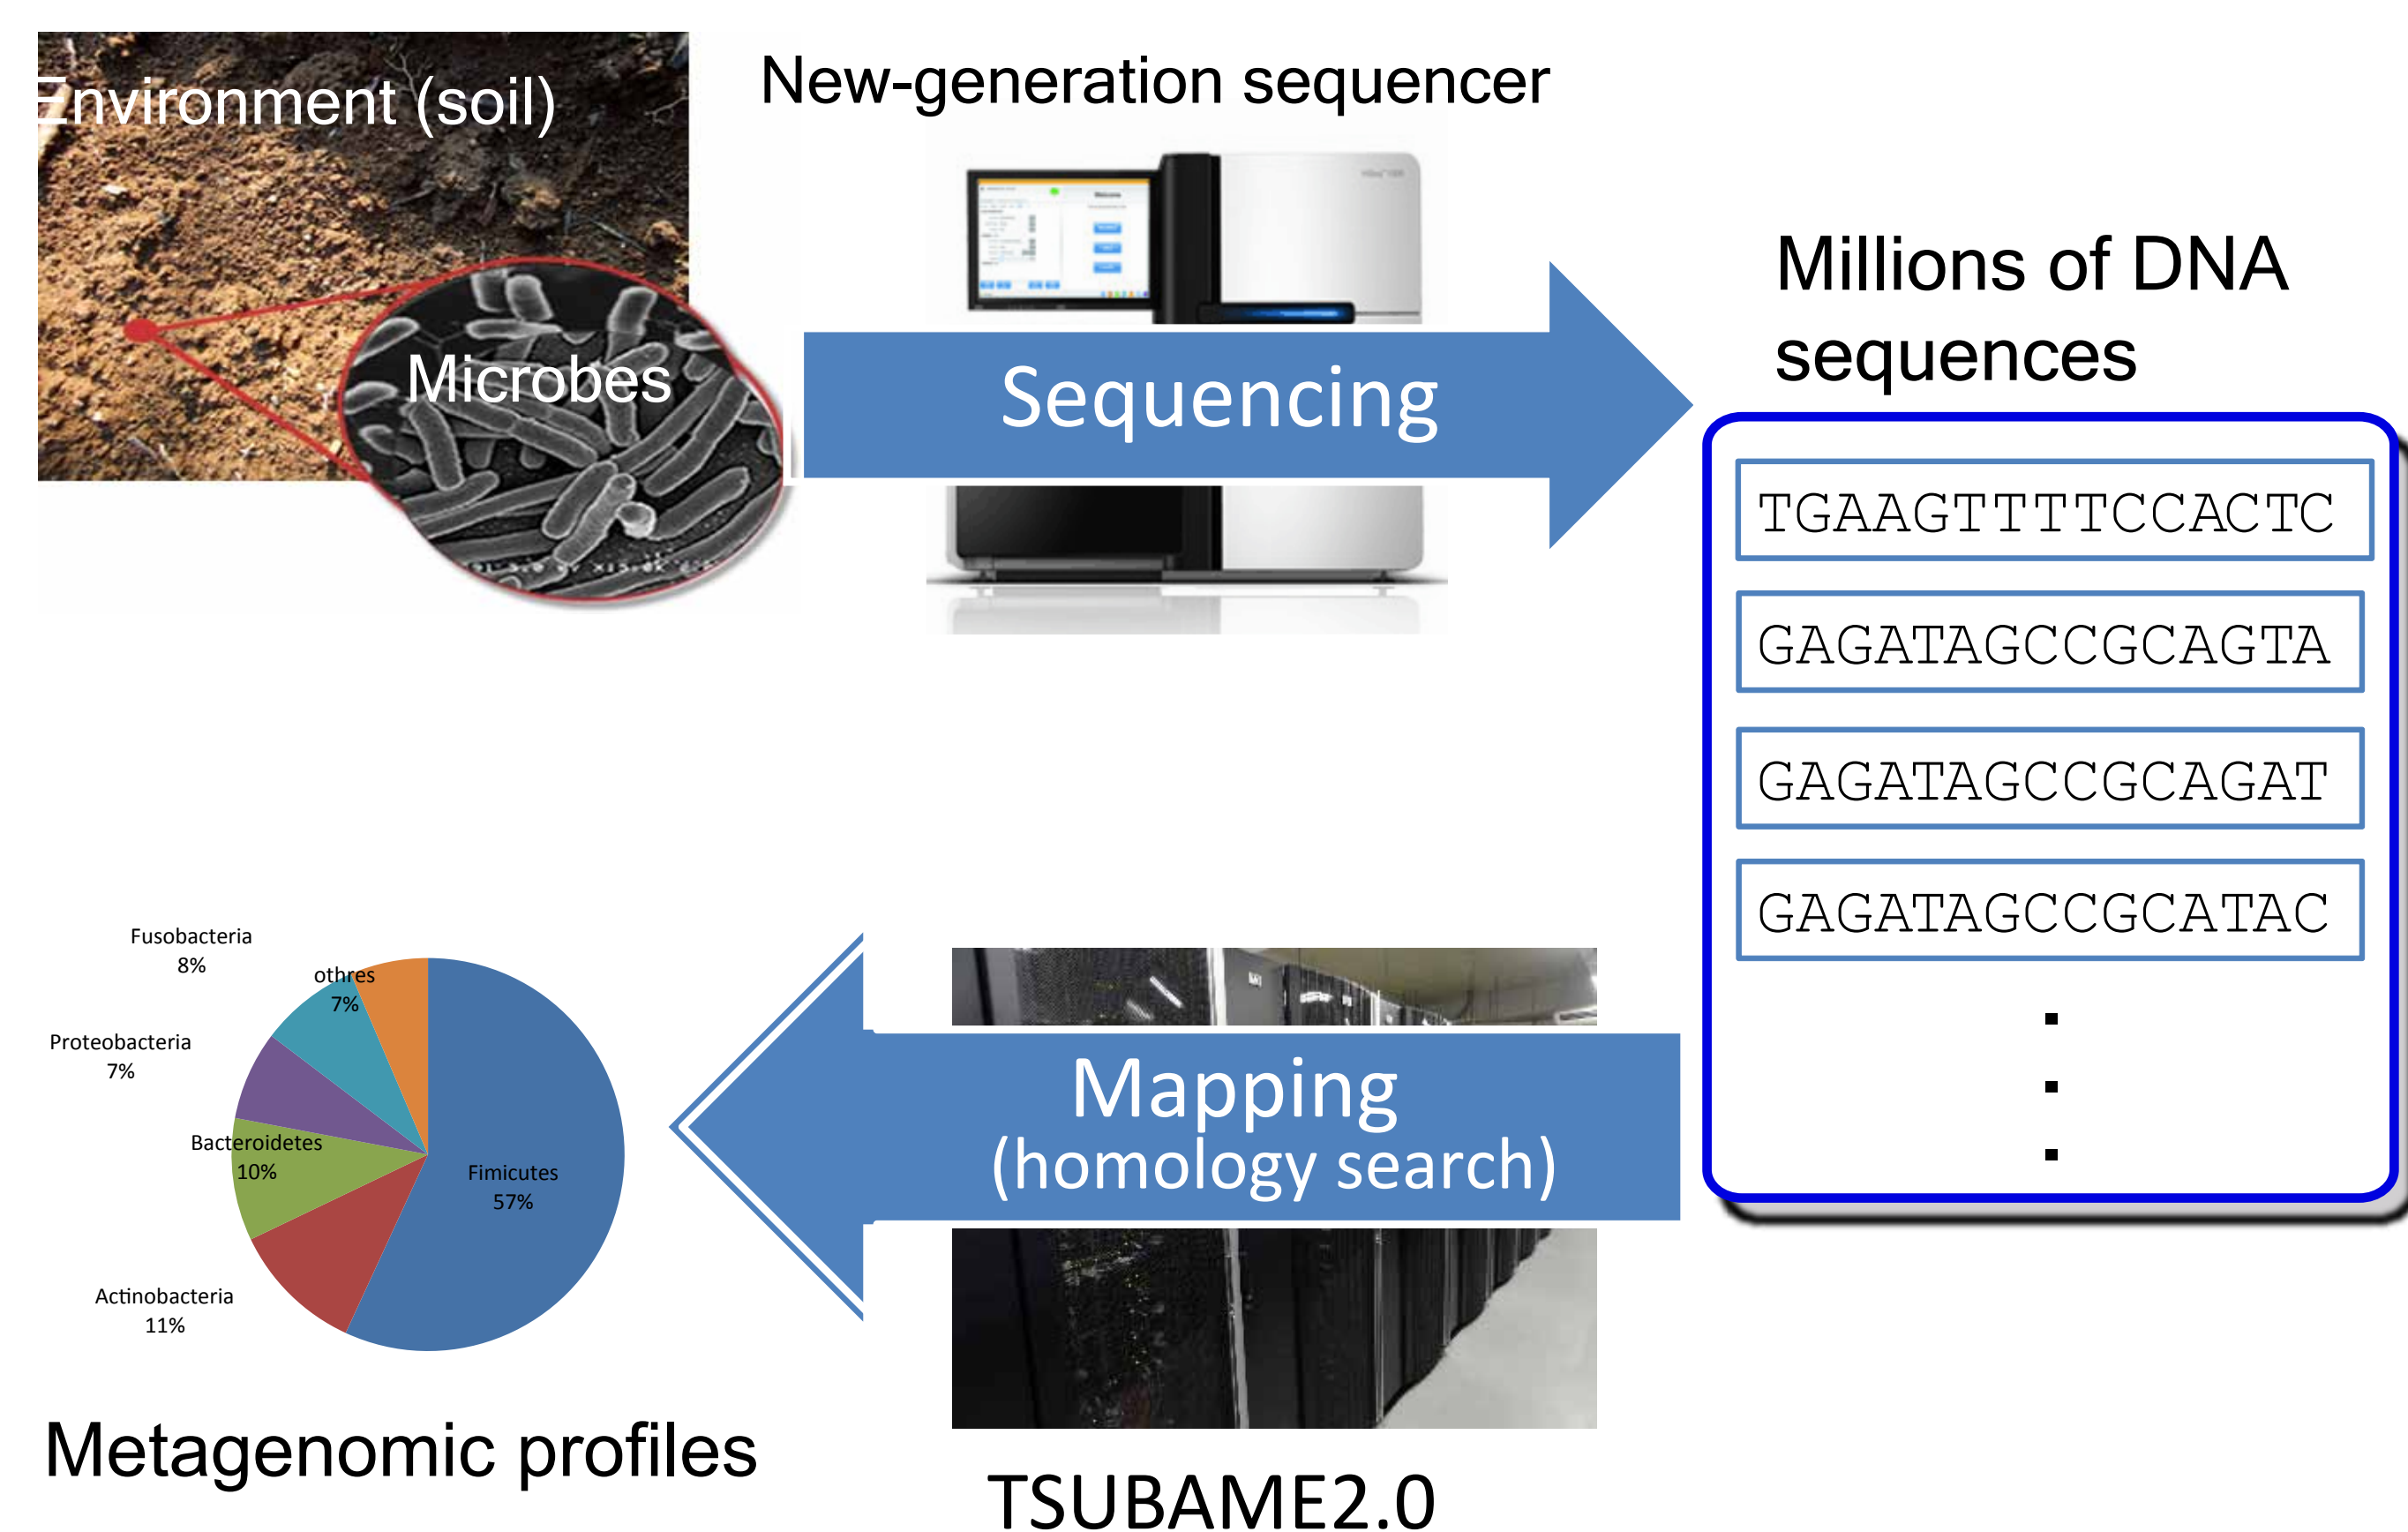 Environment (soil)
New-generation sequencer
Microbes
Sequencing
Millions of DNA
sequences
TGAAGTTTTCCACTC
GAGATAGCCGCAGTA
GAGATAGCCGCAGAT
GAGATAGCCGCATAC
Fusobacteria
8%
othres
7%
Proteobacteria
7%
Bacteroidetes
10%
Fimicutes
57%
Actinobacteria
11%
Mapping
(homology search)
Metagenomic profiles
TSUBAME2.0